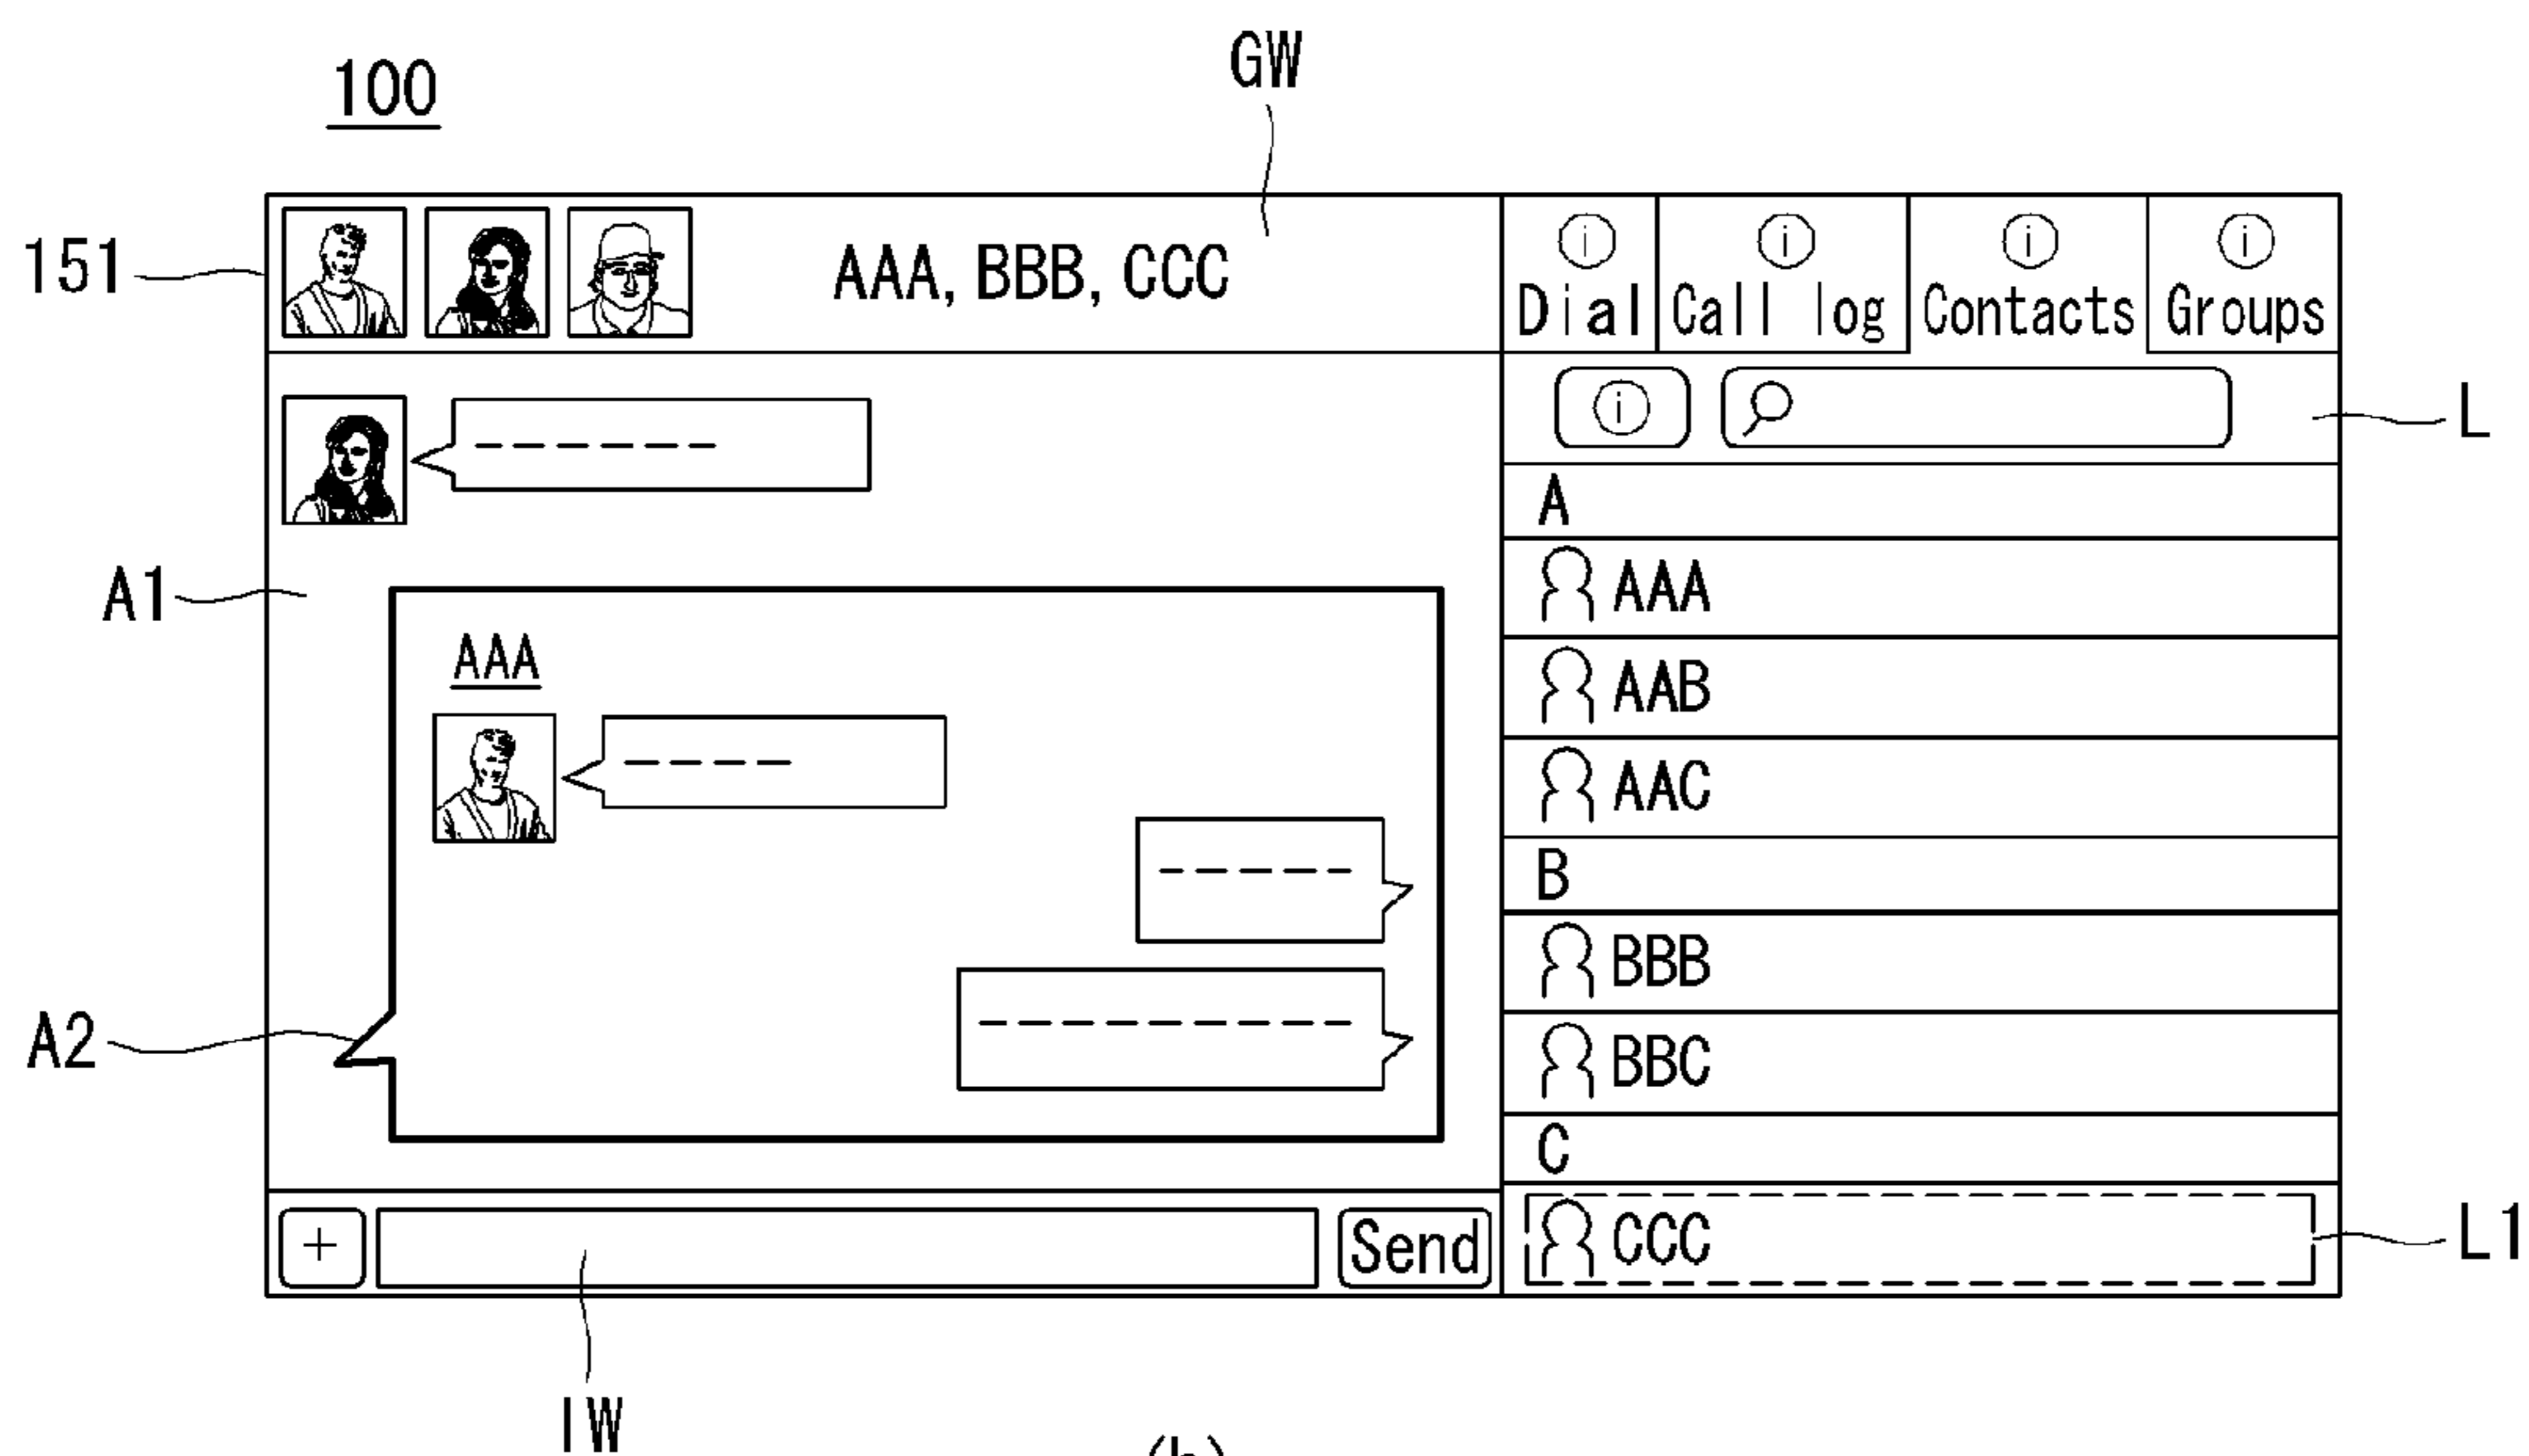 100
GW
151
AAA, BBB, CCC
i
Dial
i
Call log
i
Contacts
i
Groups
i
L
A
A1
AAA
AAB
AAC
B
BBB
BBC
C
CCC
L1
AAA
A2
+
Send
IW